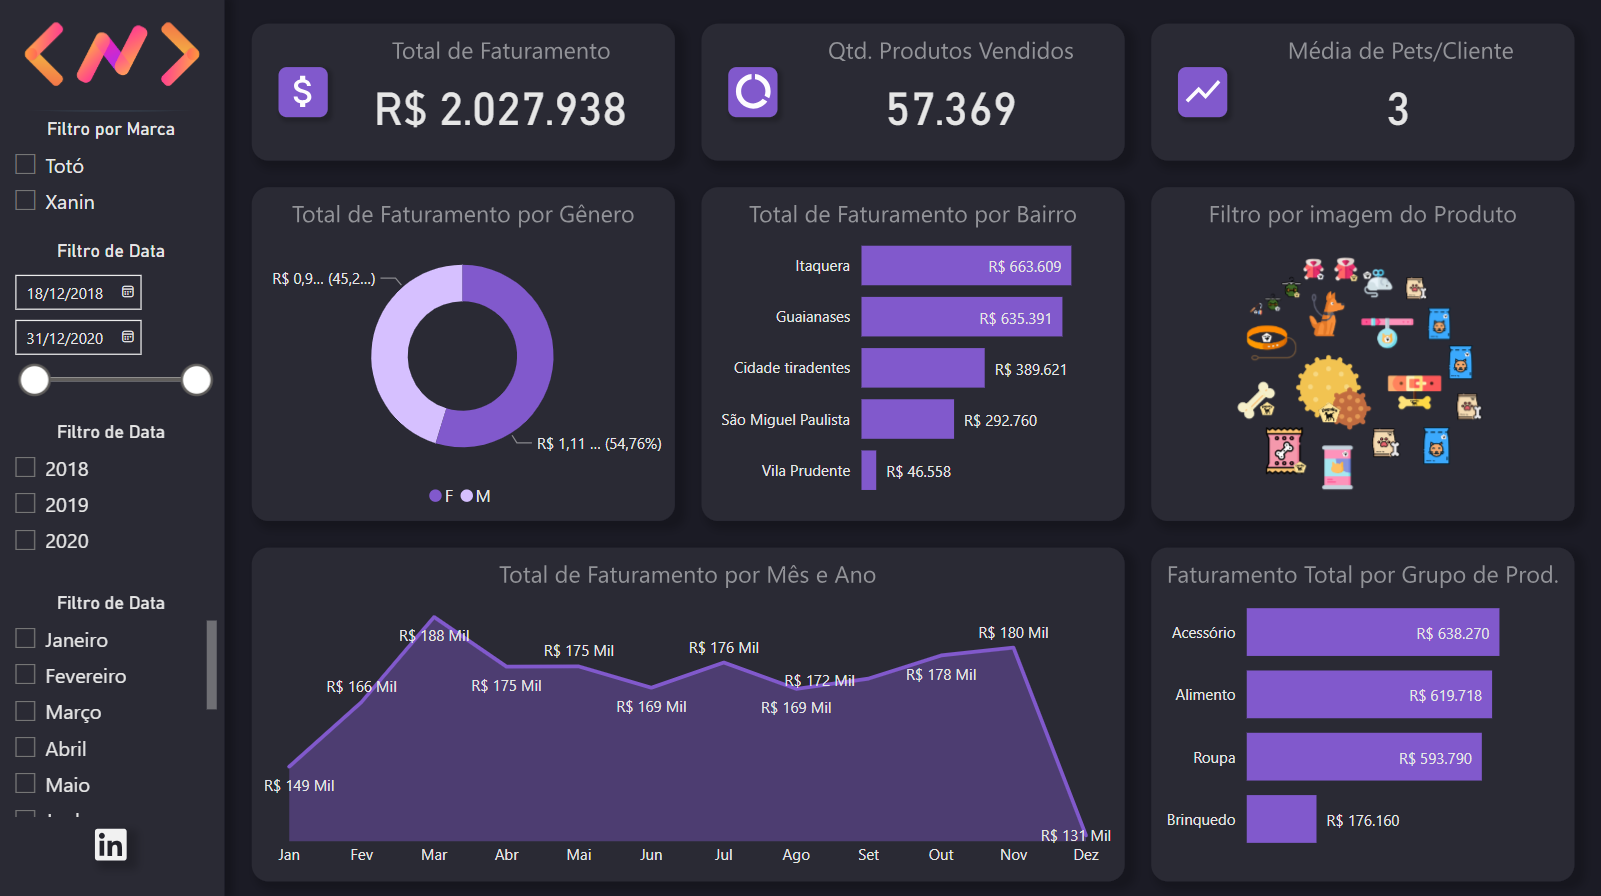 Filtro por Marca
Totó
Xanin
Filtro de Data
18/12/2018
31/12/2020
Filtro de Data
2018
2019
2020
Filtro de Data
Janeiro
Fevereiro
Março
Abril
Maio
in
Total de Faturamento
$
R$ 2.027.938
Qtd. Produtos Vendidos
57.369
Média de Pets/Cliente
3
Total de Faturamento por Gênero
R$ 0,9... (45,2...)
R$ 1,11 ... (54,76%)
F M
Total de Faturamento por Bairro
Itaquera R$ 663.609
Guaianases R$ 635.391
Cidade tiradentes R$ 389.621
São Miguel Paulista R$ 292.760
Vila Prudente R$ 46.558
Filtro por imagem do Produto
Total de Faturamento por Mês e Ano
R$ 149 Mil
R$ 166 Mil
R$ 188 Mil
R$ 175 Mil
R$ 175 Mil
R$ 169 Mil
R$ 176 Mil
R$ 169 Mil
R$ 172 Mil
R$ 178 Mil
R$ 180 Mil
R$ 131 Mil
Jan Fev Mar Abr Mai Jun Jul Ago Set Out Nov Dez
Faturamento Total por Grupo de Prod.
Acessório R$ 638.270
Alimento R$ 619.718
Roupa R$ 593.790
Brinquedo R$ 176.160